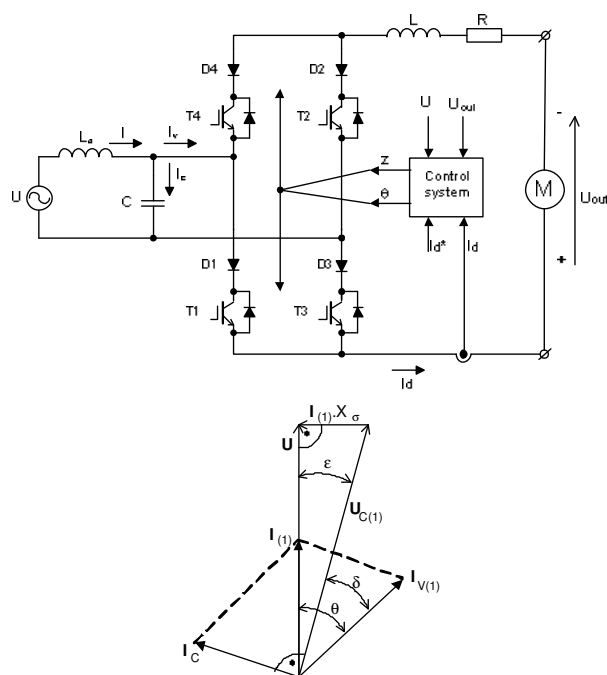 L R
D4 D2
T4 T2
U Uout
Lσ I Iv
Ic
z
θ
Control
system
U C
M
-
Uout
+
D1 D3
Id* Id
T1 T3
Id
I(1).Xσ
U
ε
UC(1)
I(1)
IV(1)
δ
θ
IC